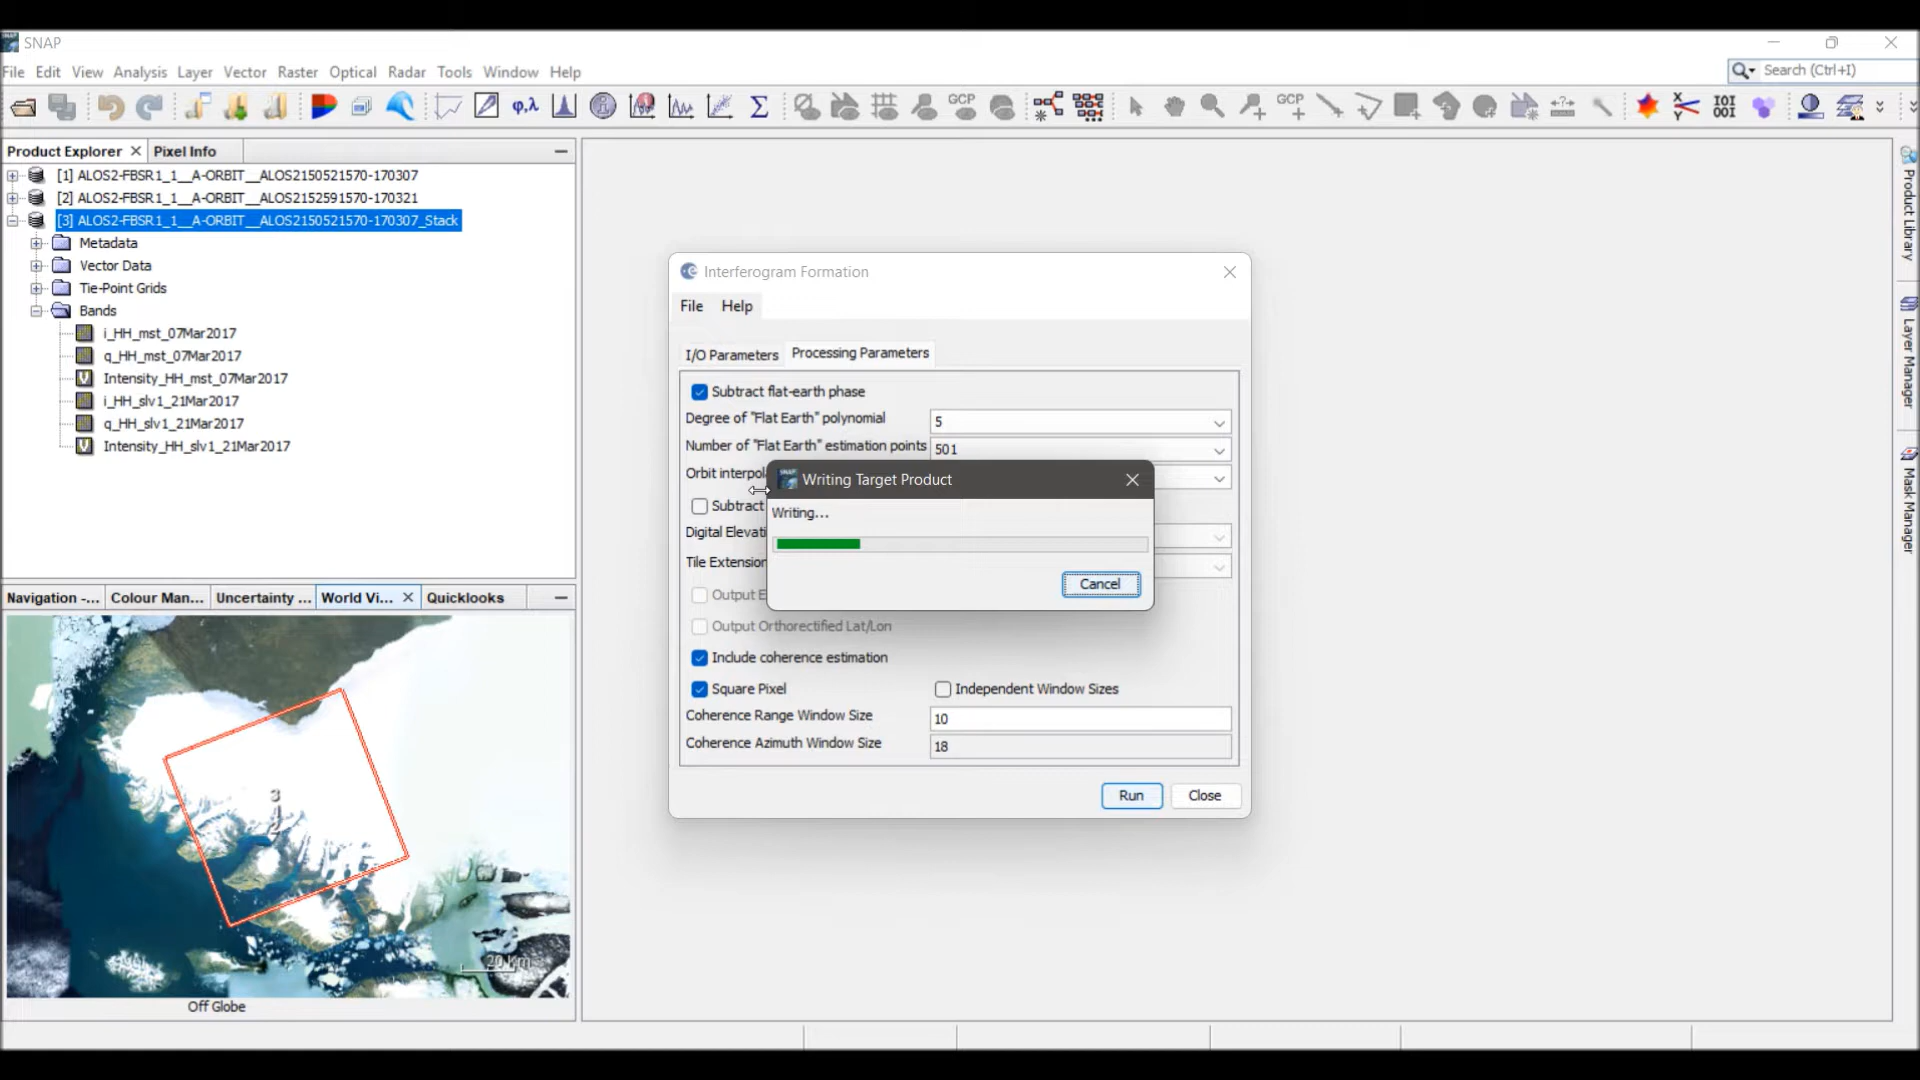 SNAP
File Edit View Analysis Layer Vector Raster Optical Radar Tools Window Help
Search (Ctrl+I)
φ,λ GCP GCP
Product Explorer Pixel Info
[1] ALOS2-FBSR1_1__A-ORBIT__ALOS2150521570-170307
[2] ALOS2-FBSR1_1__A-ORBIT__ALOS2152591570-170321
[3] ALOS2-FBSR1_1__A-ORBIT__ALOS2150521570-170307_Stack
Metadata
Vector Data
Tie-Point Grids
Bands
i_HH_mst_07Mar2017
q_HH_mst_07Mar2017
Intensity_HH_mst_07Mar2017
i_HH_slv1_21Mar2017
q_HH_slv1_21Mar2017
Intensity_HH_slv1_21Mar2017
Navigation -... Colour Man... Uncertainty ... World Vi... Quicklooks
3
20 Km
Off Globe
Interferogram Formation
File Help
I/O Parameters Processing Parameters
Subtract flat-earth phase
Degree of "Flat Earth" polynomial 5
Number of "Flat Earth" estimation points 501
Orbit interpol
Subtract
Digital Elevati
Tile Extension
Output E
Output Orthorectified Lat/Lon
Include coherence estimation
Square Pixel Independent Window Sizes
Coherence Range Window Size 10
Coherence Azimuth Window Size 18
Run Close
Writing Target Product
Writing...
Cancel
Product Library
Layer Manager
Mask Manager